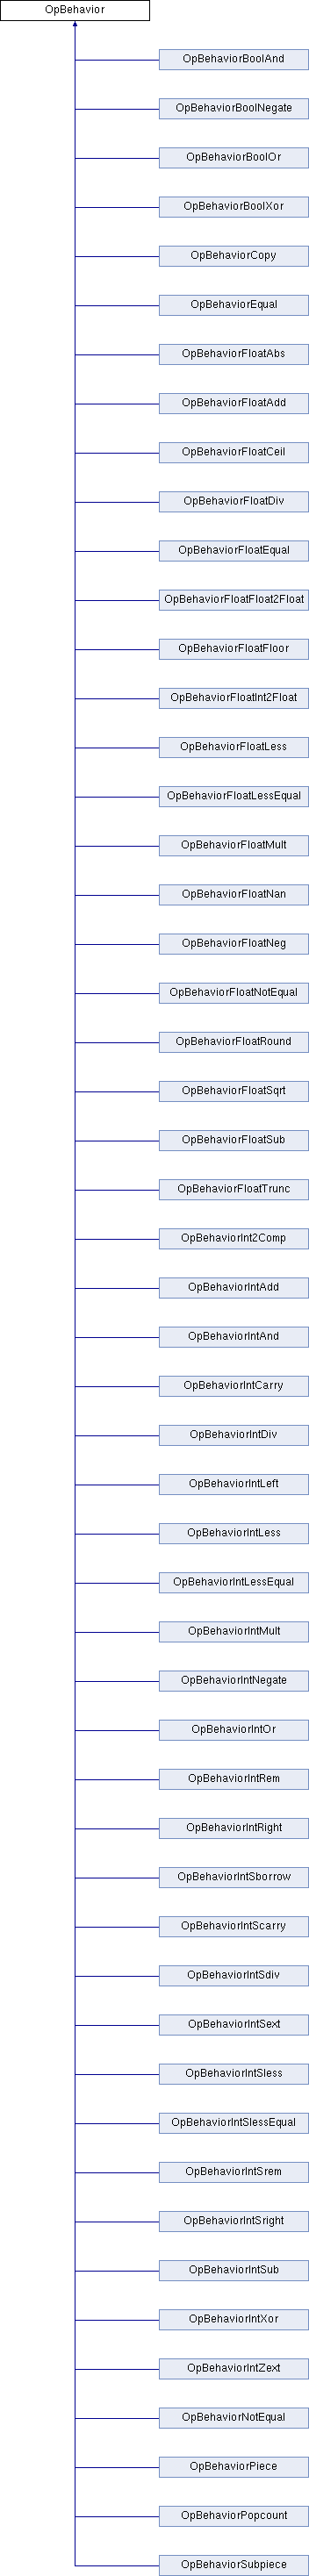 OpBehavior
OpBehaviorBoolAnd
OpBehaviorBoolNegate
OpBehaviorBoolOr
OpBehaviorBoolXor
OpBehaviorCopy
OpBehaviorEqual
OpBehaviorFloatAbs
OpBehaviorFloatAdd
OpBehaviorFloatCeil
OpBehaviorFloatDiv
OpBehaviorFloatEqual
OpBehaviorFloatFloat2Float
OpBehaviorFloatFloor
OpBehaviorFloatInt2Float
OpBehaviorFloatLess
OpBehaviorFloatLessEqual
OpBehaviorFloatMult
OpBehaviorFloatNan
OpBehaviorFloatNeg
OpBehaviorFloatNotEqual
OpBehaviorFloatRound
OpBehaviorFloatSqrt
OpBehaviorFloatSub
OpBehaviorFloatTrunc
OpBehaviorInt2Comp
OpBehaviorIntAdd
OpBehaviorIntAnd
OpBehaviorIntCarry
OpBehaviorIntDiv
OpBehaviorIntLeft
OpBehaviorIntLess
OpBehaviorIntLessEqual
OpBehaviorIntMult
OpBehaviorIntNegate
OpBehaviorIntOr
OpBehaviorIntRem
OpBehaviorIntRight
OpBehaviorIntSborrow
OpBehaviorIntScarry
OpBehaviorIntSdiv
OpBehaviorIntSext
OpBehaviorIntSless
OpBehaviorIntSlessEqual
OpBehaviorIntSrem
OpBehaviorIntSright
OpBehaviorIntSub
OpBehaviorIntXor
OpBehaviorIntZext
OpBehaviorNotEqual
OpBehaviorPiece
OpBehaviorPopcount
OpBehaviorSubpiece